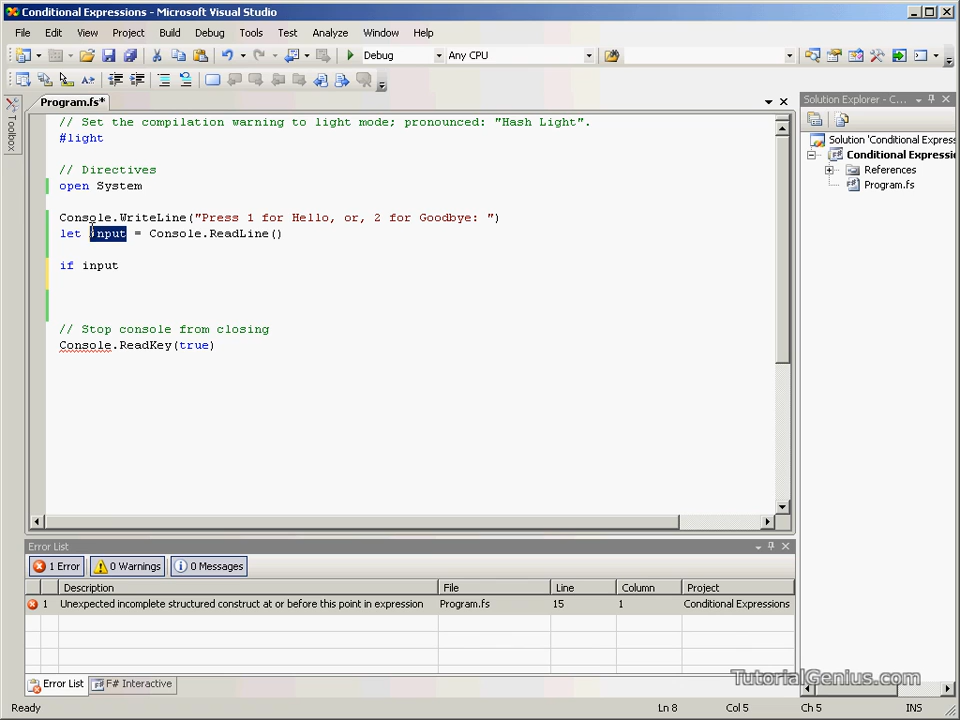 Conditional Expressions - Microsoft Visual Studio
File Edit View Project Build Debug Tools Test Analyze Window Help
Debug Any CPU
Program.fs*
Toolbox
// Set the compilation warning to light mode; pronounced: "Hash Light".
#light
// Directives
open System
Console.WriteLine("Press 1 for Hello, or, 2 for Goodbye: ")
let input = Console.ReadLine()
if input
// Stop console from closing
Console.ReadKey(true)
Solution Explorer - C...
Solution 'Conditional Express
Conditional Expressi
References
Program.fs
Error List
1 Error 0 Warnings 0 Messages
Description File Line Column Project
1 Unexpected incomplete structured construct at or before this point in expression Program.fs 15 1 Conditional Expressions
Error List F# Interactive
TutorialGenius.com
Ready Ln 8 Col 5 Ch 5 INS